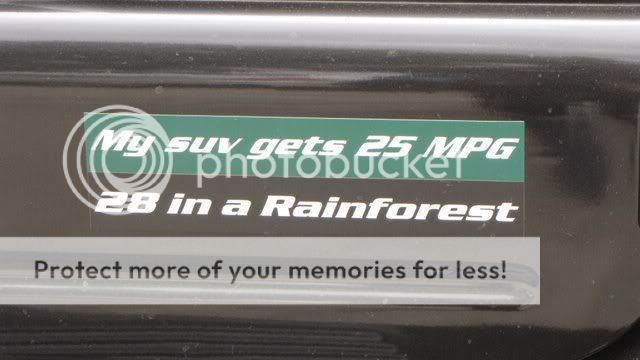 My suv gets 25 MPG
photobucket
28 in a Rainforest
Protect more of your memories for less!